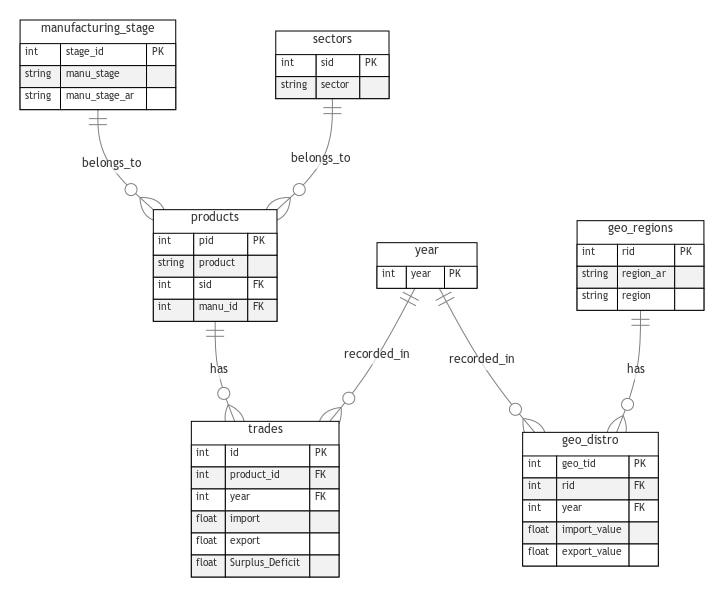 manufacturing_stage
int stage_id PK
string manu_stage
string manu_stage_ar
sectors
int sid PK
string sector
belongs_to
belongs_to
products
int pid PK
string product
int sid FK
int manu_id FK
year
int year PK
geo_regions
int rid PK
string region_ar
string region
has
recorded_in
recorded_in
has
trades
int id PK
int product_id FK
int year FK
float import
float export
float Surplus_Deficit
geo_distro
int geo_tid PK
int rid FK
int year FK
float import_value
float export_value